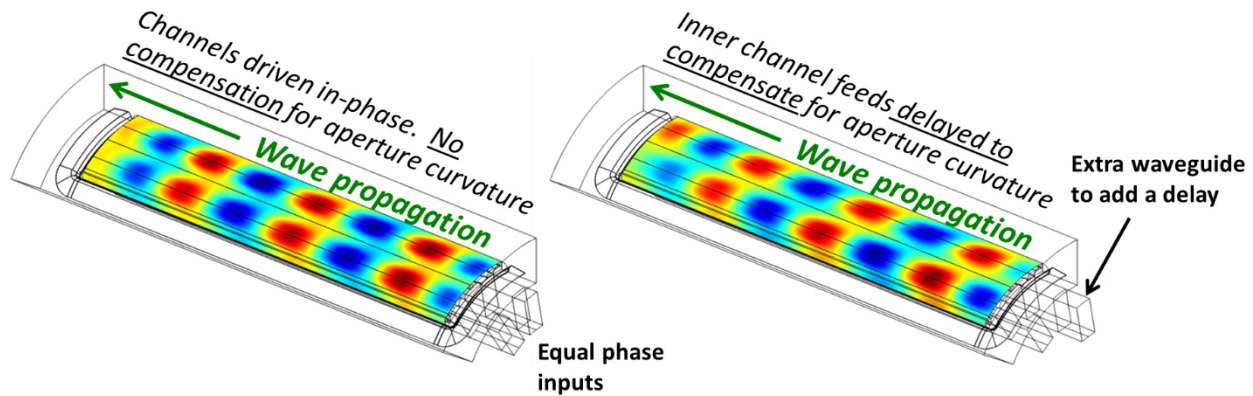 Channels driven in-phase. No
compensation for aperture curvature
Wave propagation
Equal phase
inputs
Inner channel feeds delayed to
compensate for aperture curvature
Wave propagation
Extra waveguide
to add a delay